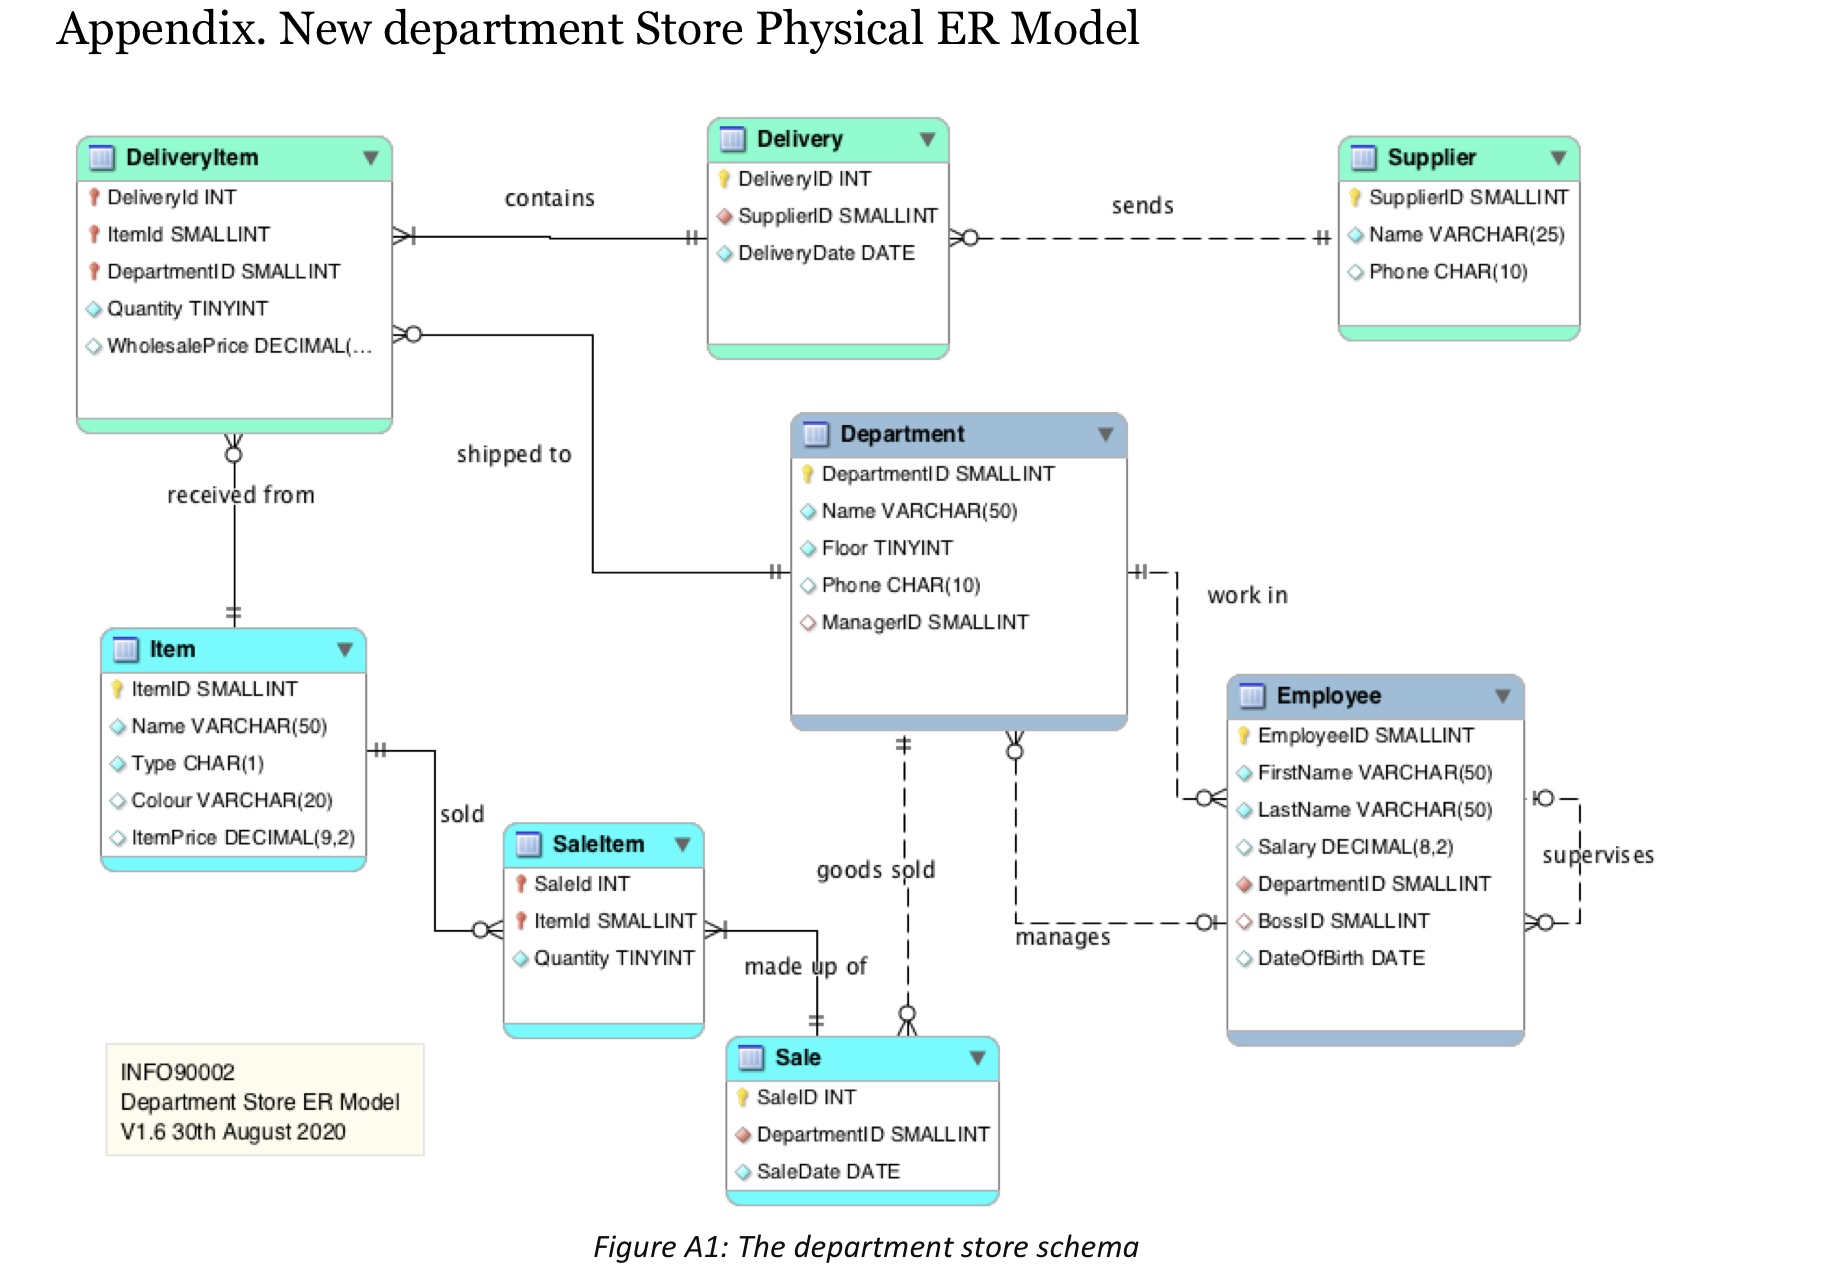 Appendix. New department Store Physical ER Model
DeliveryItem
DeliveryId INT
ItemId SMALLINT
DepartmentID SMALLINT
Quantity TINYINT
WholesalePrice DECIMAL(...
contains
Delivery
DeliveryID INT
SupplierID SMALLINT
DeliveryDate DATE
sends
Supplier
SupplierID SMALLINT
Name VARCHAR(25)
Phone CHAR(10)
shipped to
received from
Department
DepartmentID SMALLINT
Name VARCHAR(50)
Floor TINYINT
Phone CHAR(10)
ManagerID SMALLINT
work in
Item
ItemID SMALLINT
Name VARCHAR(50)
Type CHAR(1)
Colour VARCHAR(20)
ItemPrice DECIMAL(9,2)
sold
SaleItem
SaleId INT
ItemId SMALLINT
Quantity TINYINT
made up of
goods sold
manages
Employee
EmployeeID SMALLINT
FirstName VARCHAR(50)
LastName VARCHAR(50)
Salary DECIMAL(8,2)
DepartmentID SMALLINT
BossID SMALLINT
DateOfBirth DATE
supervises
Sale
SaleID INT
DepartmentID SMALLINT
SaleDate DATE
INFO90002
Department Store ER Model
V1.6 30th August 2020
Figure A1: The department store schema